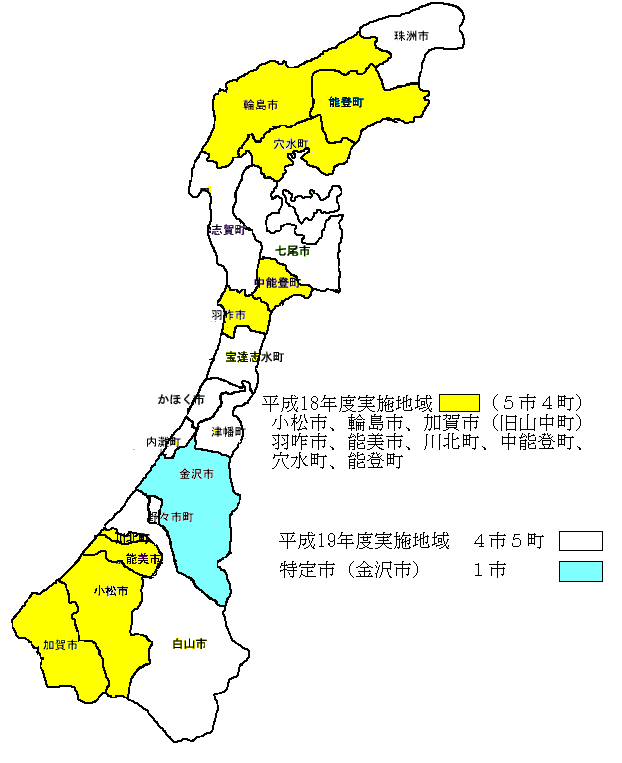 珠洲市
輪島市
能登町
穴水町
志賀町
七尾市
中能登町
羽咋市
宝達志水町
かほく市
平成18年度実施地域 （５市４町）
小松市、輪島市、加賀市（旧山中町）
羽咋市、能美市、川北町、中能登町、
穴水町、能登町
津幡町
内灘町
金沢市
野々市町
川北町
能美市
平成19年度実施地域 ４市５町
特定市（金沢市） １市
小松市
加賀市
白山市